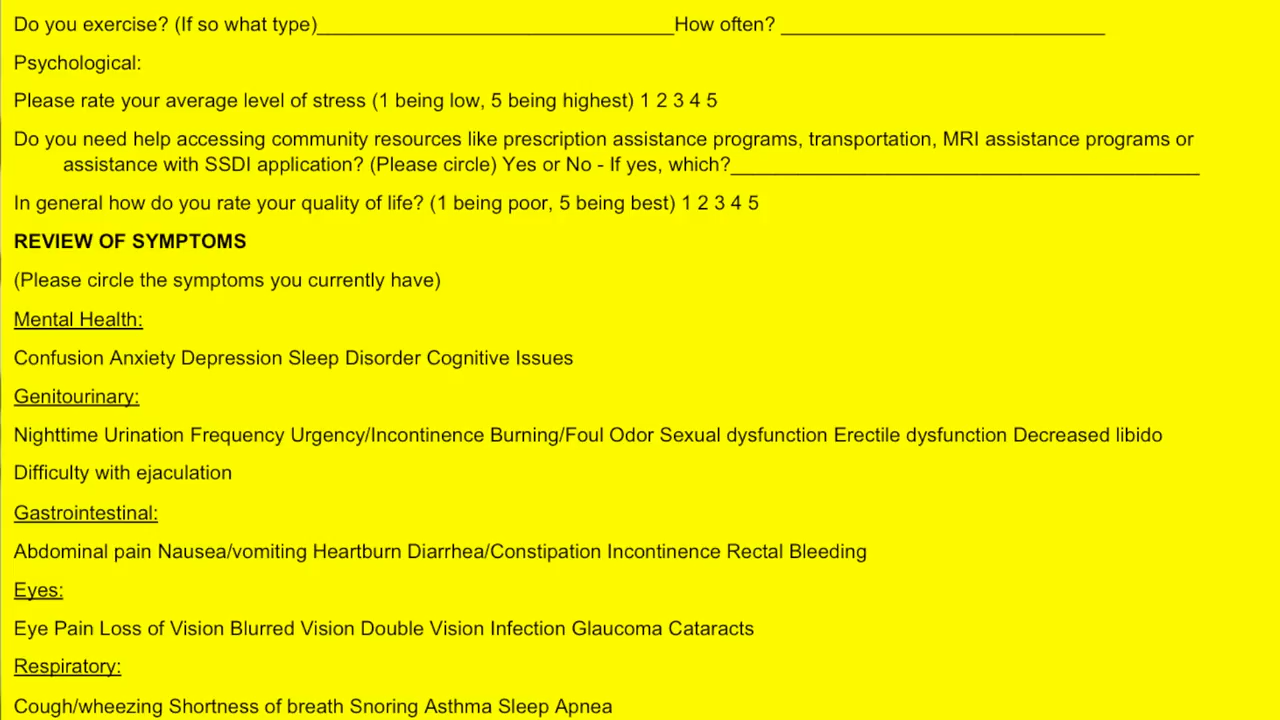 Do you exercise? (If so what type)________________________________How often? _____________________________
Psychological:
Please rate your average level of stress (1 being low, 5 being highest) 1 2 3 4 5
Do you need help accessing community resources like prescription assistance programs, transportation, MRI assistance programs or
assistance with SSDI application? (Please circle) Yes or No - If yes, which?__________________________________________
In general how do you rate your quality of life? (1 being poor, 5 being best) 1 2 3 4 5
REVIEW OF SYMPTOMS
(Please circle the symptoms you currently have)
Mental Health:
Confusion Anxiety Depression Sleep Disorder Cognitive Issues
Genitourinary:
Nighttime Urination Frequency Urgency/Incontinence Burning/Foul Odor Sexual dysfunction Erectile dysfunction Decreased libido
Difficulty with ejaculation
Gastrointestinal:
Abdominal pain Nausea/vomiting Heartburn Diarrhea/Constipation Incontinence Rectal Bleeding
Eyes:
Eye Pain Loss of Vision Blurred Vision Double Vision Infection Glaucoma Cataracts
Respiratory:
Cough/wheezing Shortness of breath Snoring Asthma Sleep Apnea